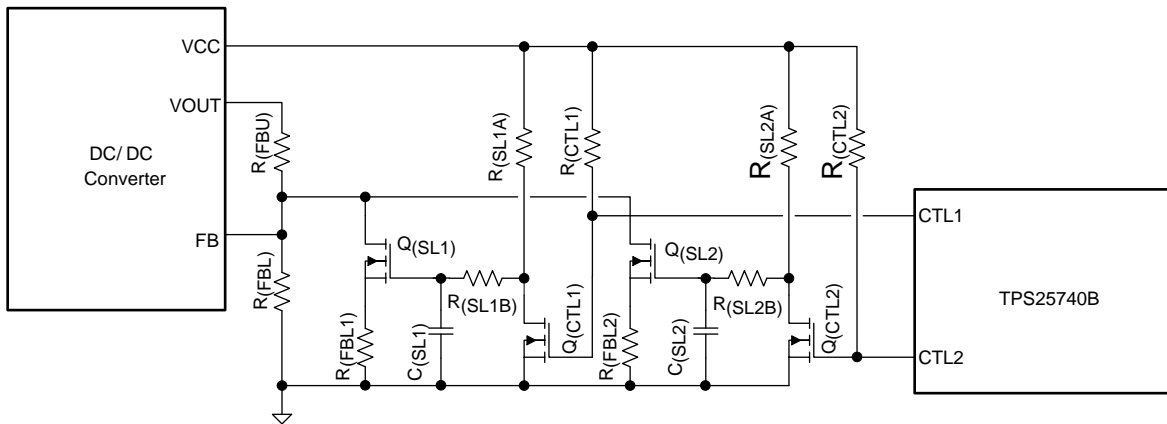 VCC
VOUT
DC/ DC
Converter
FB
R(FBU)
R(FBL)
R(SL1A)
R(CTL1)
R(SL2A)
R(CTL2)
Q(SL1)
R(SL1B)
Q(CTL1)
R(FBL1)
C(SL1)
Q(SL2)
R(SL2B)
Q(CTL2)
R(FBL2)
C(SL2)
CTL1
TPS25740B
CTL2